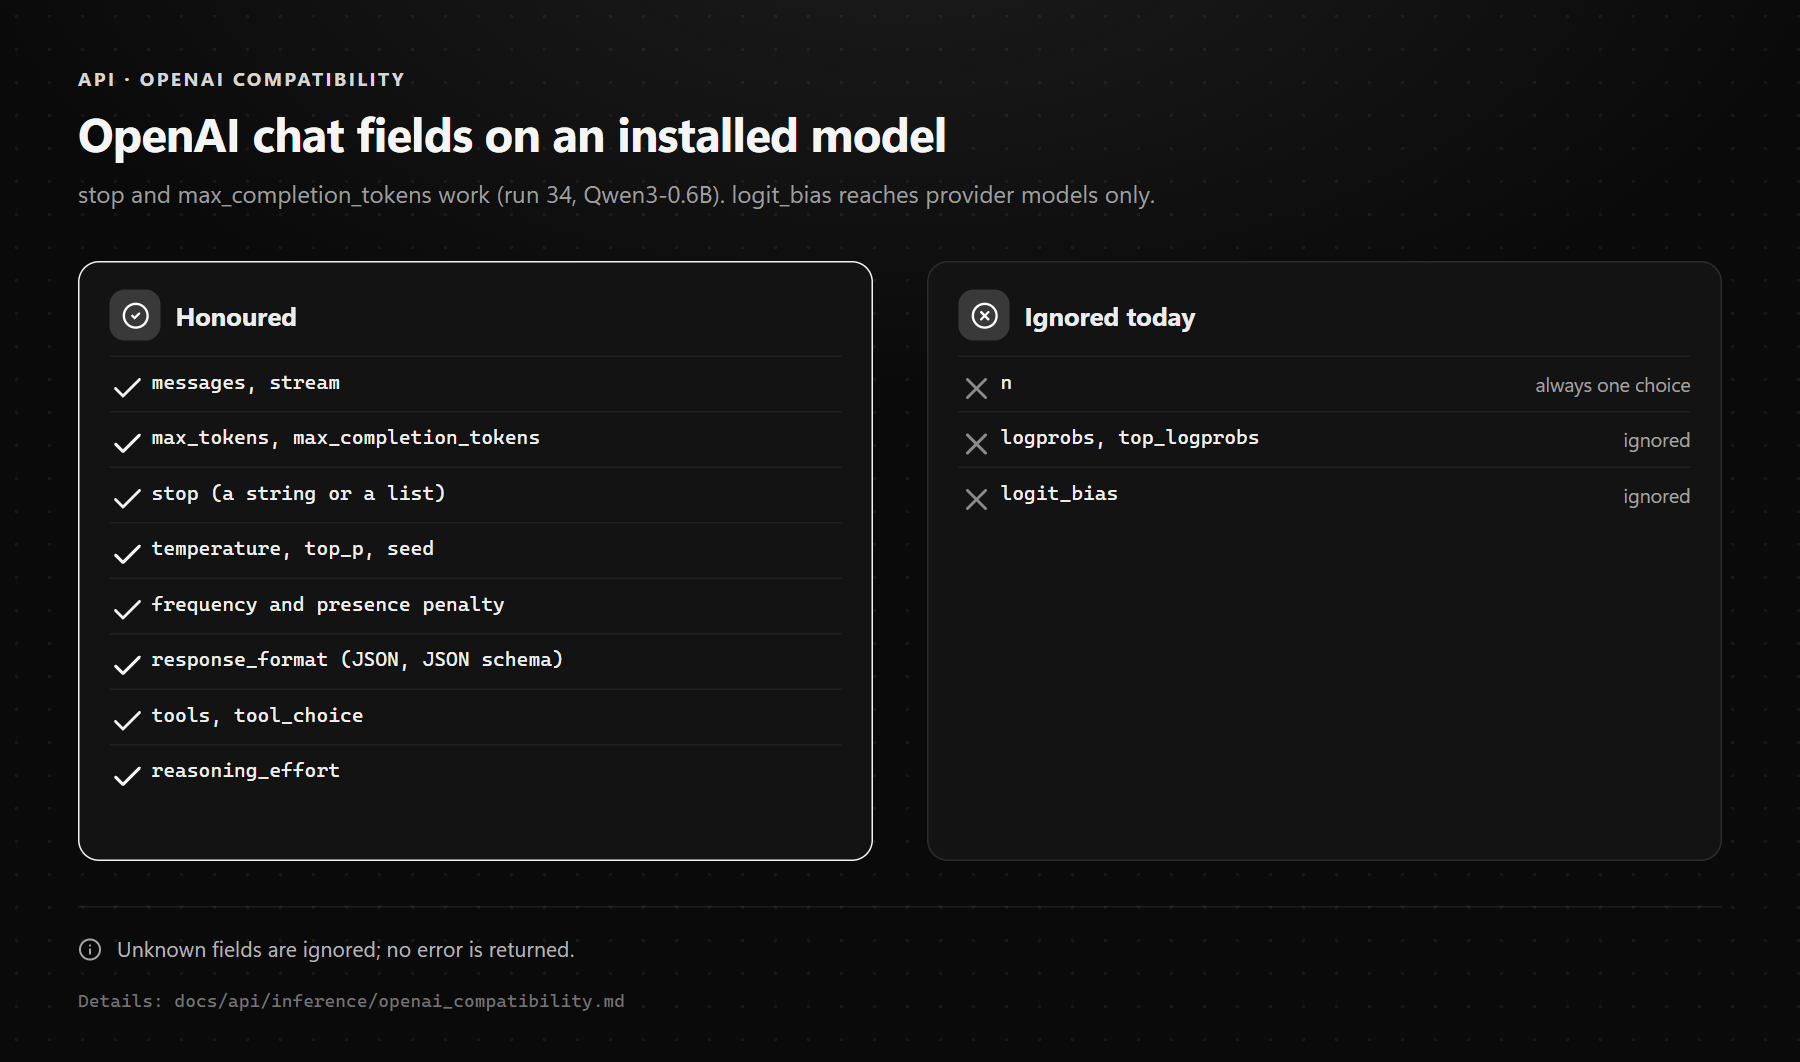 API · OPENAI COMPATIBILITY
OpenAI chat fields on an installed model
stop and max_completion_tokens work (run 34, Qwen3-0.6B). logit_bias reaches provider models only.
Honoured
messages, stream
max_tokens, max_completion_tokens
stop (a string or a list)
temperature, top_p, seed
frequency and presence penalty
response_format (JSON, JSON schema)
tools, tool_choice
reasoning_effort
Ignored today
n always one choice
logprobs, top_logprobs ignored
logit_bias ignored
Unknown fields are ignored; no error is returned.
Details: docs/api/inference/openai_compatibility.md